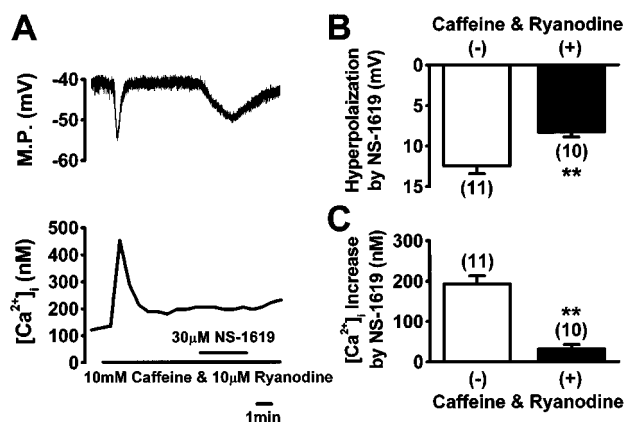 A
M.P. (mV)
-40
-50
-60
[Ca2+]i (nM)
500
400
300
200
100
0
30μM NS-1619
10mM Caffeine & 10μM Ryanodine
1min
B
Caffeine & Ryanodine
(-) (+)
Hyperpolaization
by NS-1619 (mV)
0
5
10
15
(11)
(10)
**
C
[Ca2+]i Increase
by NS-1619 (nM)
300
200
100
0
(11)
**
(10)
(-) (+)
Caffeine & Ryanodine